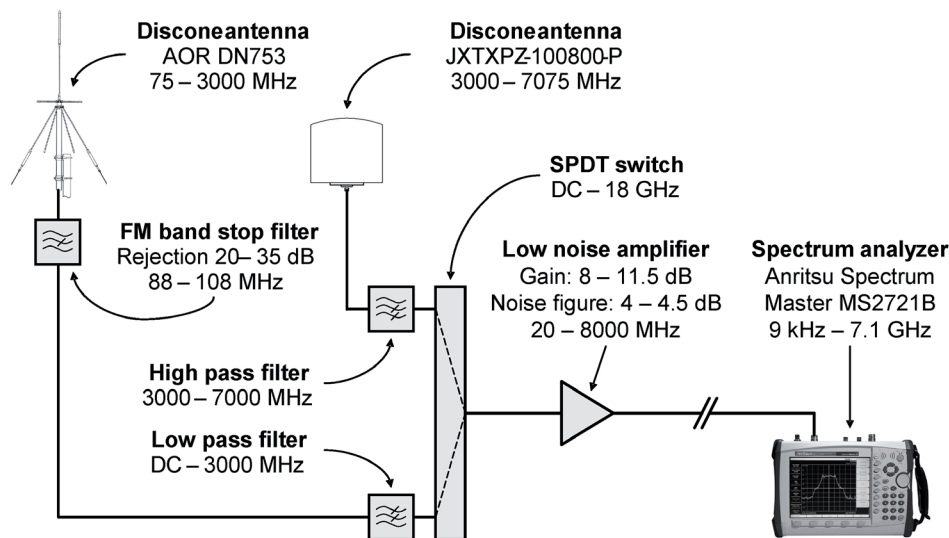 Disconeantenna
AOR DN753
75 – 3000 MHz
Disconeantenna
JXTXPZ-100800-P
3000 – 7075 MHz
SPDT switch
DC – 18 GHz
FM band stop filter
Rejection 20– 35 dB
88 – 108 MHz
Low noise amplifier
Gain: 8 – 11.5 dB
Noise figure: 4 – 4.5 dB
20 – 8000 MHz
Spectrum analyzer
Anritsu Spectrum
Master MS2721B
9 kHz – 7.1 GHz
High pass filter
3000 – 7000 MHz
Low pass filter
DC – 3000 MHz